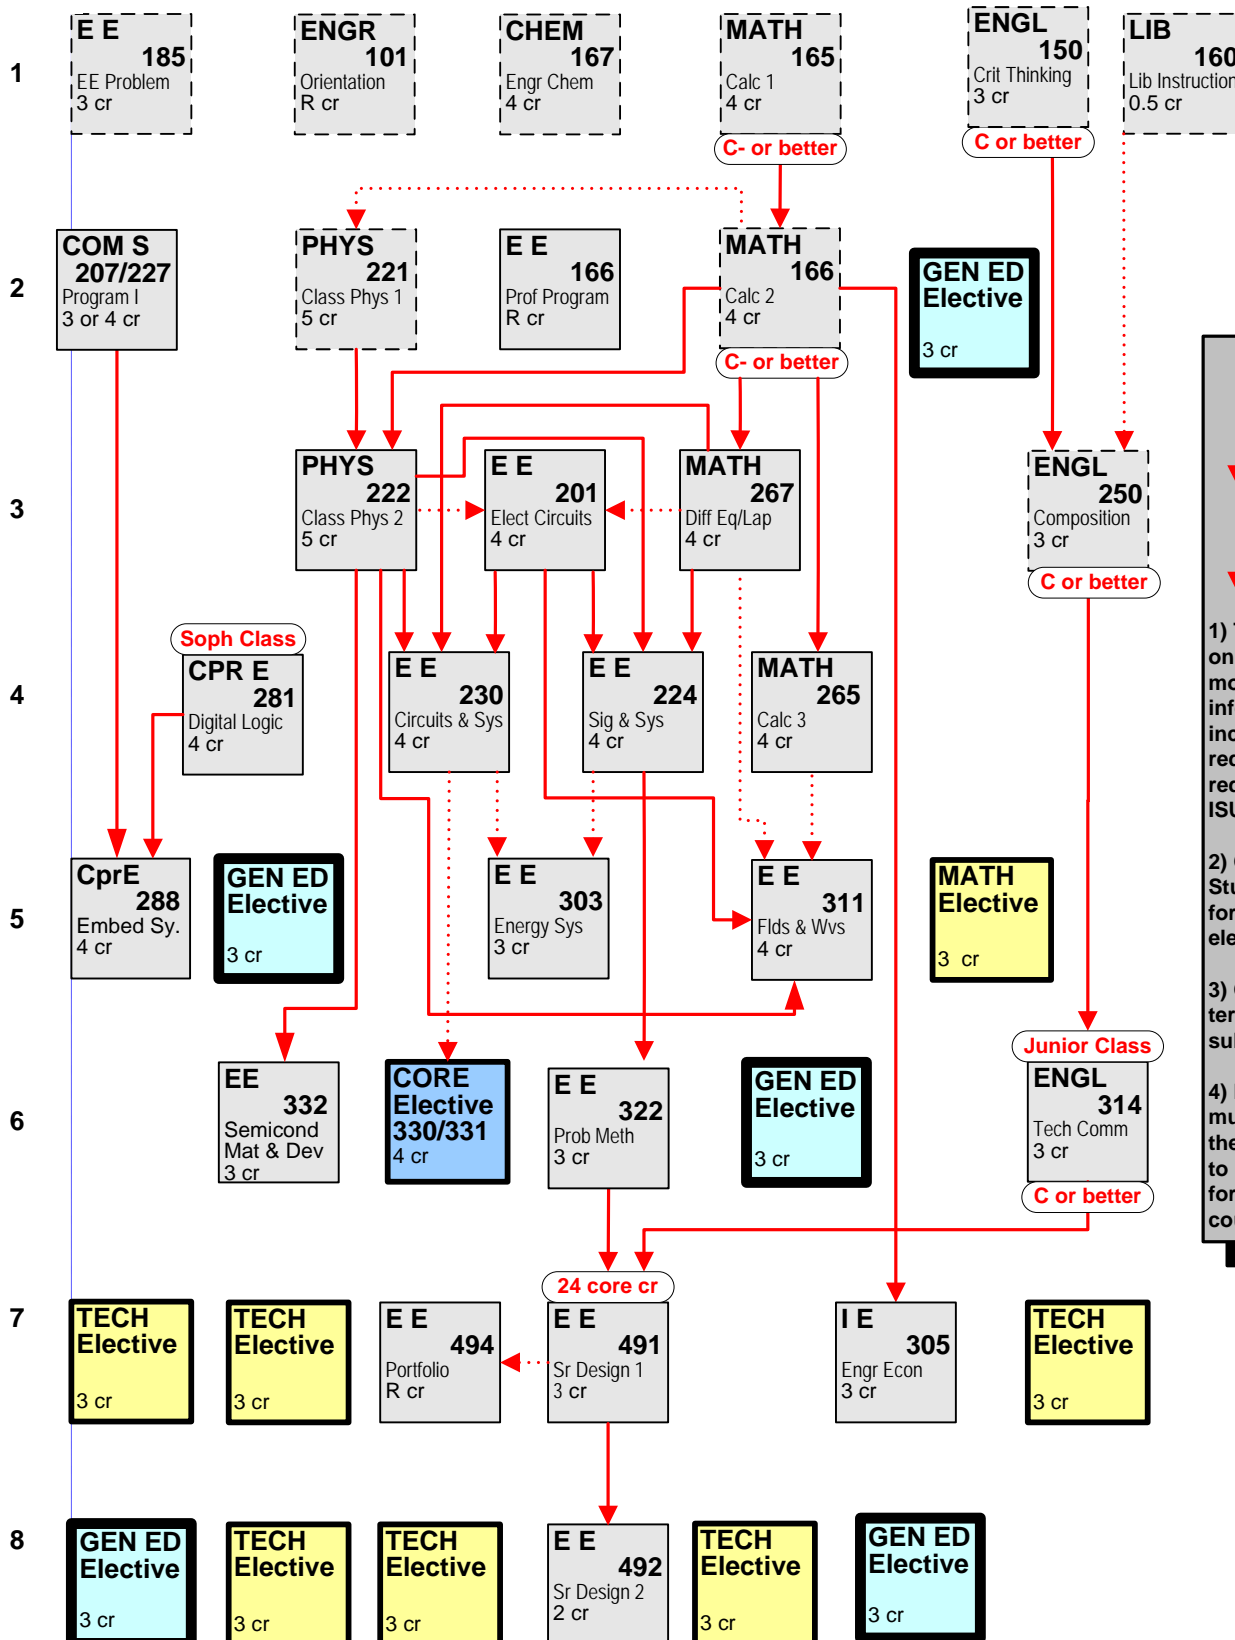 1
E E
185
EE Problem
3 cr
ENGR
101
Orientation
R cr
CHEM
167
Engr Chem
4 cr
MATH
165
Calc 1
4 cr
C- or better
ENGL
150
Crit Thinking
3 cr
C or better
LIB
160
Lib Instruction
0.5 cr
2
COM S
207/227
Program I
3 or 4 cr
PHYS
221
Class Phys 1
5 cr
E E
166
Prof Program
R cr
MATH
166
Calc 2
4 cr
C- or better
GEN ED
Elective
3 cr
3
PHYS
222
Class Phys 2
5 cr
E E
201
Elect Circuits
4 cr
MATH
267
Diff Eq/Lap
4 cr
ENGL
250
Composition
3 cr
C or better
4
Soph Class
CPR E
281
Digital Logic
4 cr
E E
230
Circuits & Sys
4 cr
E E
224
Sig & Sys
4 cr
MATH
265
Calc 3
4 cr
5
CprE
288
Embed Sy.
4 cr
GEN ED
Elective
3 cr
E E
303
Energy Sys
3 cr
E E
311
Flds & Wvs
4 cr
MATH
Elective
3 cr
6
EE
332
Semicond
Mat & Dev
3 cr
CORE
Elective
330/331
4 cr
E E
322
Prob Meth
3 cr
GEN ED
Elective
3 cr
Junior Class
ENGL
314
Tech Comm
3 cr
C or better
7
TECH
Elective
3 cr
TECH
Elective
3 cr
E E
494
Portfolio
R cr
24 core cr
E E
491
Sr Design 1
3 cr
I E
305
Engr Econ
3 cr
TECH
Elective
3 cr
8
GEN ED
Elective
3 cr
TECH
Elective
3 cr
TECH
Elective
3 cr
E E
492
Sr Design 2
2 cr
TECH
Elective
3 cr
GEN ED
Elective
3 cr
1)
on
2)
3)
4)
to